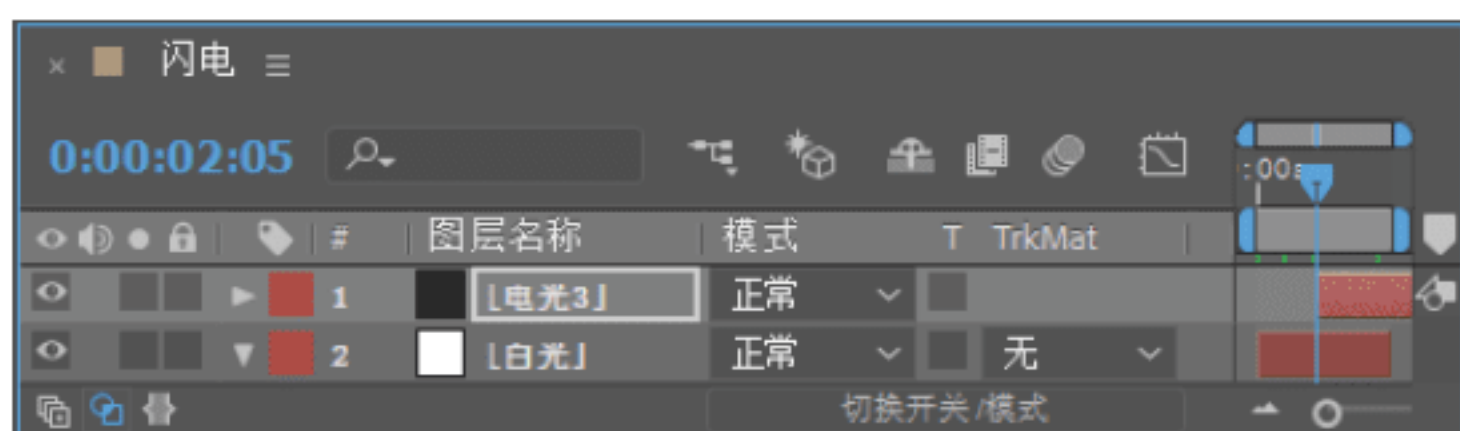 × 闪电 ≡
0:00:02:05
:00s
# 图层名称 模式 T TrkMat
1 [电光3] 正常
2 [白光] 正常 无
切换开关/模式